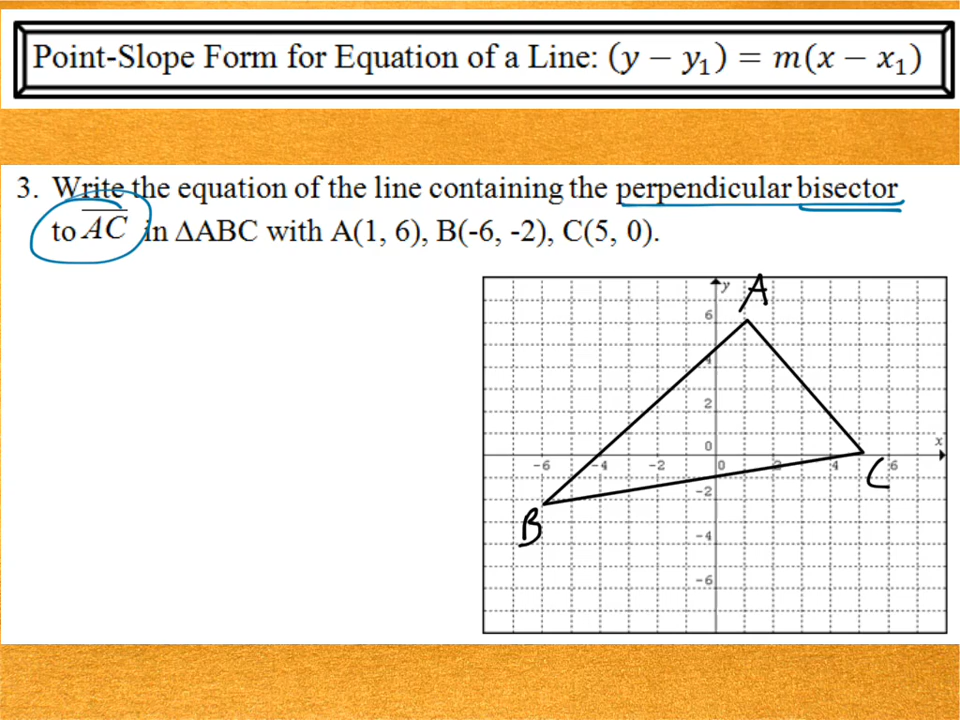 Point-Slope Form for Equation of a Line: (y − y₁) = m(x − x₁)
3. Write the equation of the line containing the perpendicular bisector
to AC in ΔABC with A(1, 6), B(-6, -2), C(5, 0).
A
y
6
4
2
0
x
-6 -4 -2 0 2 4 6
C
-2
B
-4
-6